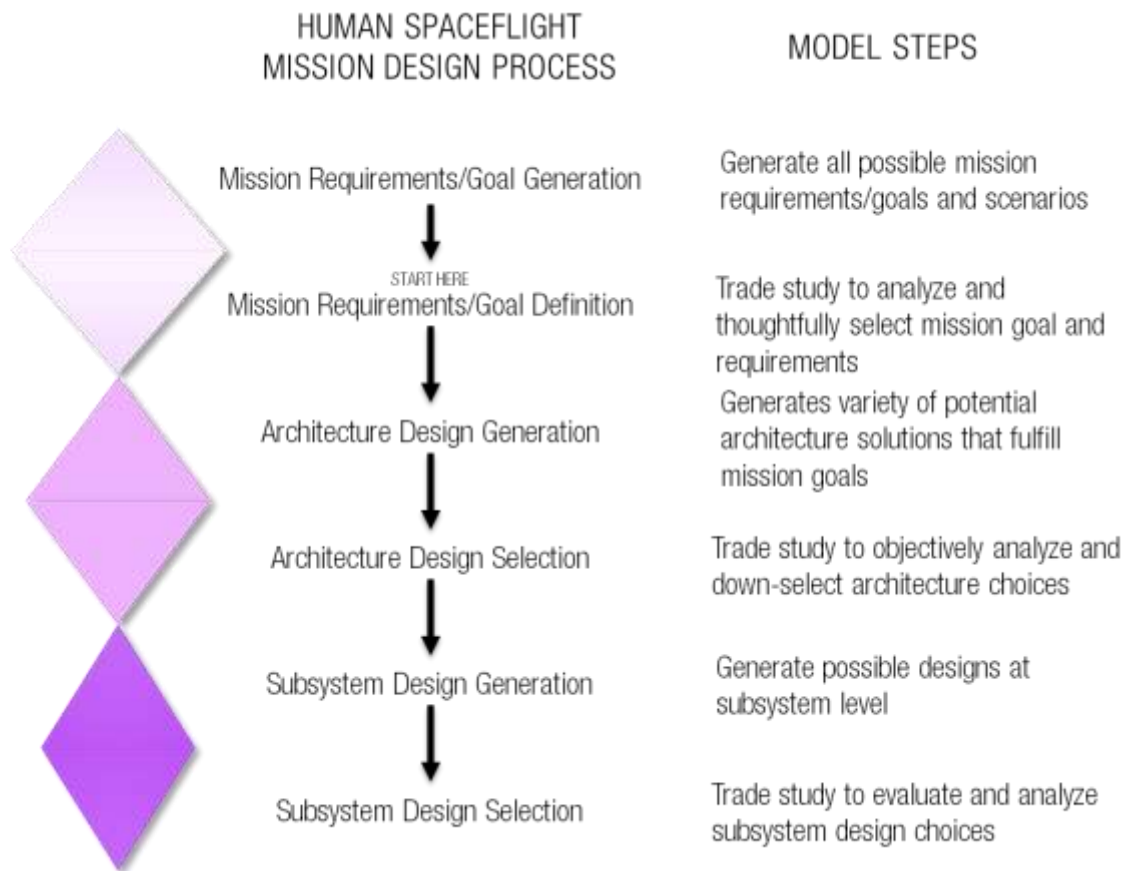 HUMAN SPACEFLIGHT
MISSION DESIGN PROCESS
MODEL STEPS
Mission Requirements/Goal Generation
Generate all possible mission
requirements/goals and scenarios
START HERE
Mission Requirements/Goal Definition
Trade study to analyze and
thoughtfully select mission goal and
requirements
Architecture Design Generation
Generates variety of potential
architecture solutions that fulfill
mission goals
Architecture Design Selection
Trade study to objectively analyze and
down-select architecture choices
Subsystem Design Generation
Generate possible designs at
subsystem level
Subsystem Design Selection
Trade study to evaluate and analyze
subsystem design choices